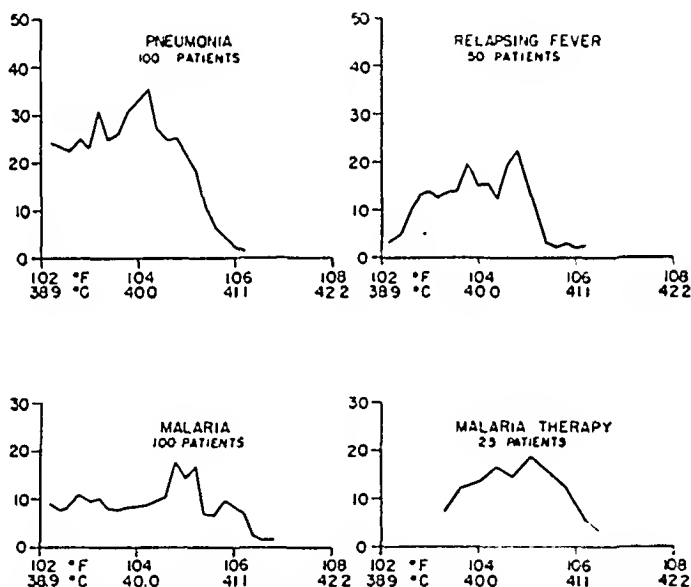 50
40
30
20
10
0
PNEUMONIA
100 PATIENTS
102 °F 104 106 108
38.9 °C 40.0 41.1 42.2
50
40
30
20
10
0
RELAPSING FEVER
50 PATIENTS
102 °F 104 106 108
38.9 °C 40.0 41.1 42.2
30
20
10
0
MALARIA
100 PATIENTS
102 °F 104 106 108
38.9 °C 40.0 41.1 42.2
30
20
10
0
MALARIA THERAPY
25 PATIENTS
102 °F 104 106 108
38.9 °C 40.0 41.1 42.2